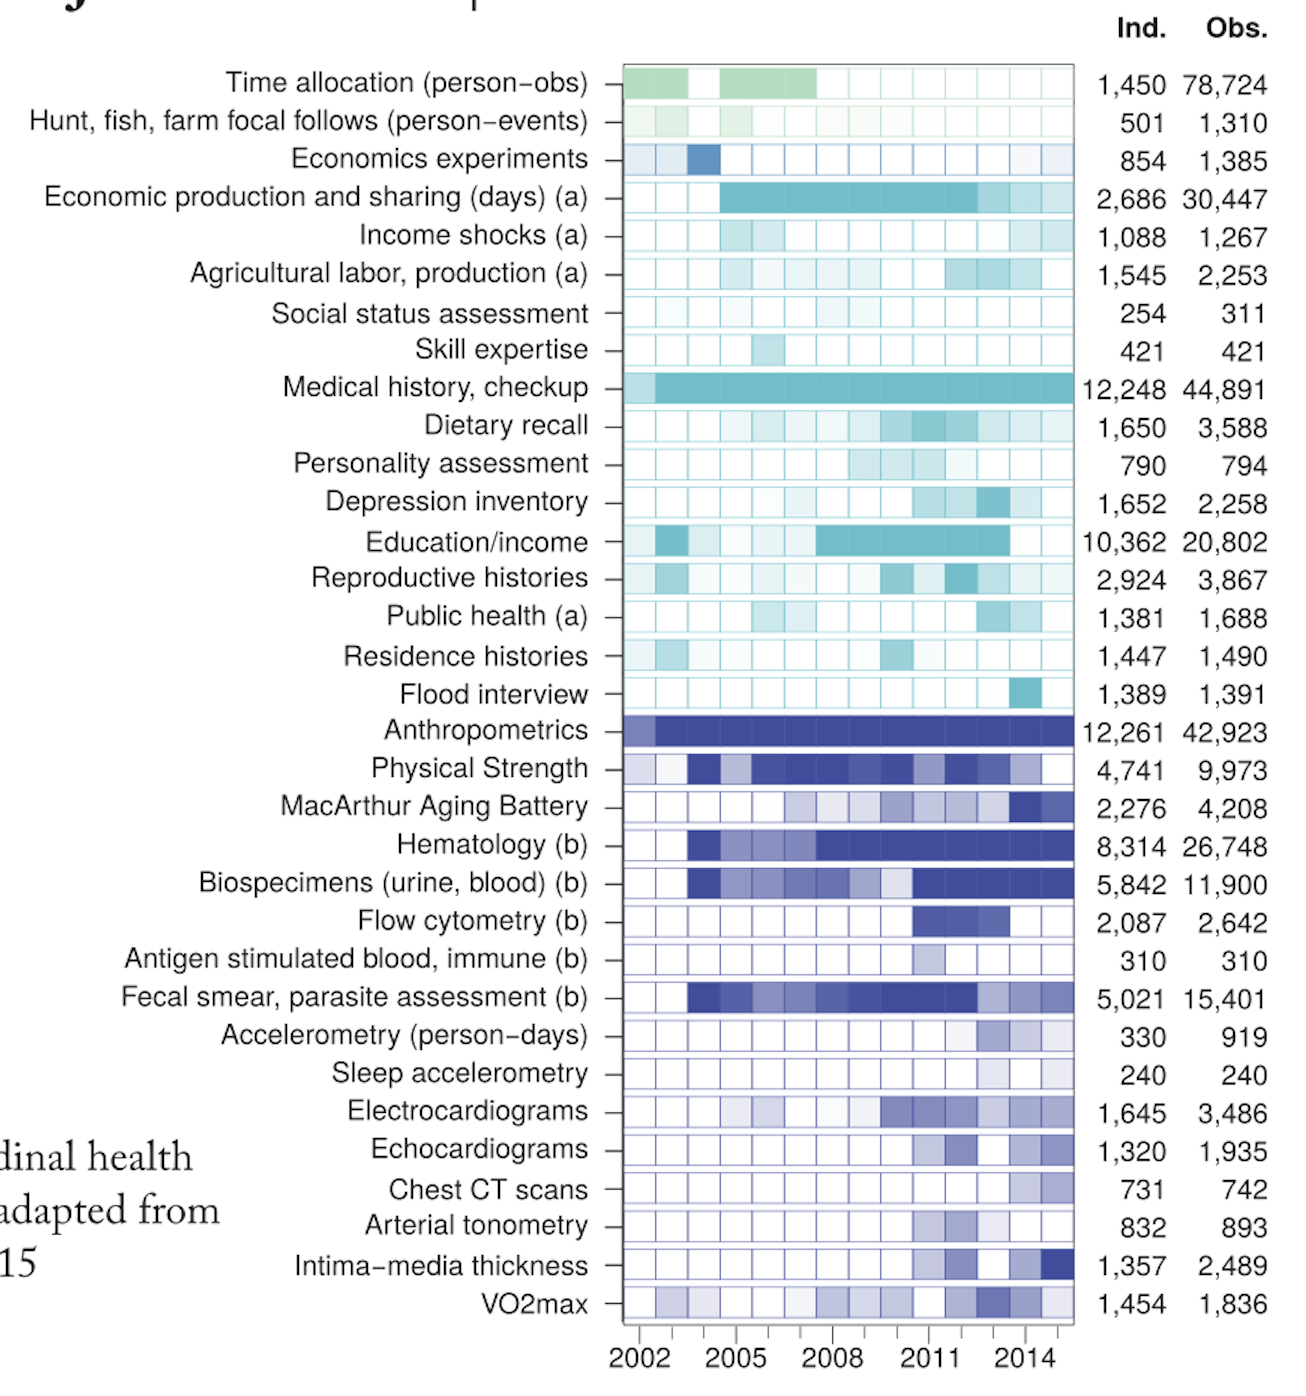 Ind. Obs.
Time allocation (person−obs) 1,450 78,724
Hunt, fish, farm focal follows (person−events) 501 1,310
Economics experiments 854 1,385
Economic production and sharing (days) (a) 2,686 30,447
Income shocks (a) 1,088 1,267
Agricultural labor, production (a) 1,545 2,253
Social status assessment 254 311
Skill expertise 421 421
Medical history, checkup 12,248 44,891
Dietary recall 1,650 3,588
Personality assessment 790 794
Depression inventory 1,652 2,258
Education/income 10,362 20,802
Reproductive histories 2,924 3,867
Public health (a) 1,381 1,688
Residence histories 1,447 1,490
Flood interview 1,389 1,391
Anthropometrics 12,261 42,923
Physical Strength 4,741 9,973
MacArthur Aging Battery 2,276 4,208
Hematology (b) 8,314 26,748
Biospecimens (urine, blood) (b) 5,842 11,900
Flow cytometry (b) 2,087 2,642
Antigen stimulated blood, immune (b) 310 310
Fecal smear, parasite assessment (b) 5,021 15,401
Accelerometry (person−days) 330 919
Sleep accelerometry 240 240
Electrocardiograms 1,645 3,486
Echocardiograms 1,320 1,935
Chest CT scans 731 742
Arterial tonometry 832 893
Intima−media thickness 1,357 2,489
VO2max 1,454 1,836
2002 2005 2008 2011 2014
dinal health
adapted from
15